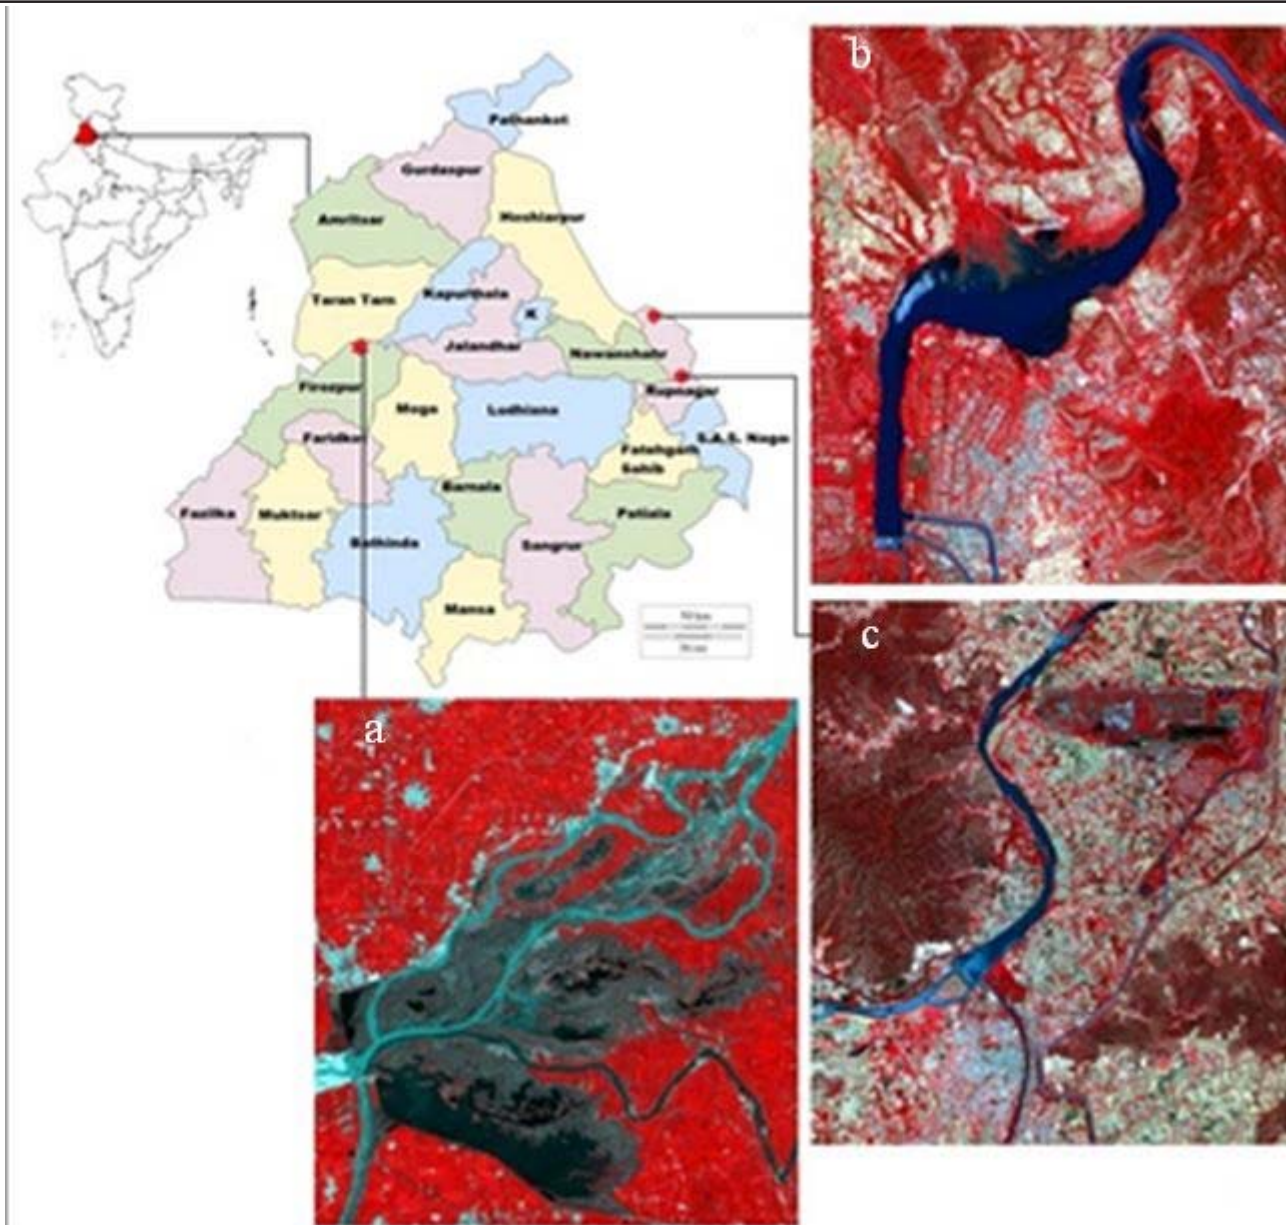 b
Pathankot
Gurdaspur
Amritsar
Hoshiarpur
Taran Tarn
Kapurthala
K
Jalandhar
Nawanshahr
Firozpur
Rupnagar
Moga
Ludhiana
S.A.S. Naga
Faridkot
Fatehgarh
Sahib
Barnala
Fazilka
Muktsar
Patiala
Bathinda
Sangrur
Mansa
c
a